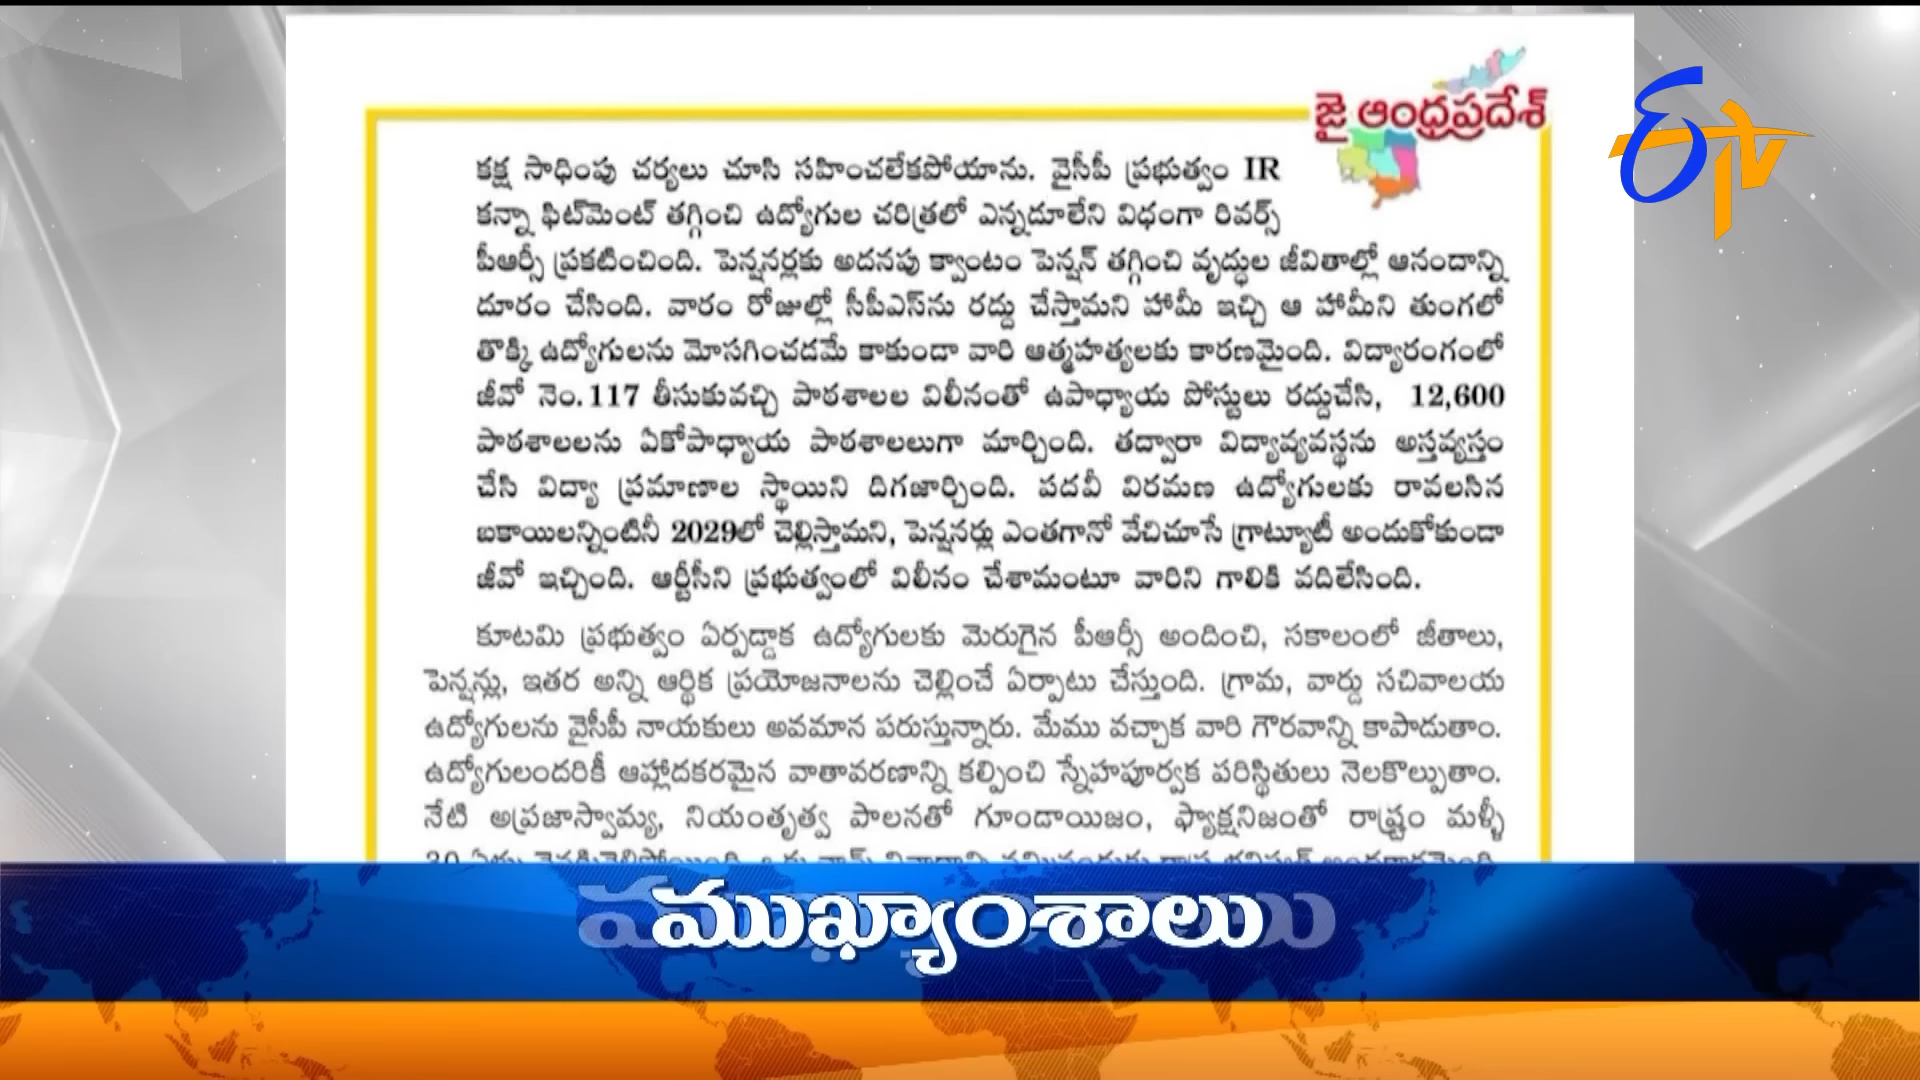 జై ఆంధ్రప్రదేశ్
ETV
కక్ష సాధింపు చర్యలు చూసి సహించలేకపోయాను. వైసీపీ ప్రభుత్వం IR
కన్నా ఫిట్‌మెంట్ తగ్గించి ఉద్యోగుల చరిత్రలో ఎన్నడూలేని విధంగా రివర్స్
పీఆర్సీ ప్రకటించింది. పెన్షనర్లకు అదనపు క్వాంటం పెన్షన్ తగ్గించి వృద్ధుల జీవితాల్లో ఆనందాన్ని
దూరం చేసింది. వారం రోజుల్లో సీపీఎస్‌ను రద్దు చేస్తామని హామీ ఇచ్చి ఆ హామీని తుంగలో
తొక్కి ఉద్యోగులను మోసగించడమే కాకుండా వారి ఆత్మహత్యలకు కారణమైంది. విద్యారంగంలో
జీవో నెం.117 తీసుకువచ్చి పాఠశాలల విలీనంతో ఉపాధ్యాయ పోస్టులు రద్దుచేసి, 12,600
పాఠశాలలను ఏకోపాధ్యాయ పాఠశాలలుగా మార్చింది. తద్వారా విద్యావ్యవస్థను అస్తవ్యస్తం
చేసి విద్యా ప్రమాణాల స్థాయిని దిగజార్చింది. పదవీ విరమణ ఉద్యోగులకు రావలసిన
బకాయిలన్నింటినీ 2029లో చెల్లిస్తామని, పెన్షనర్లు ఎంతగానో వేచిచూసే గ్రాట్యూటీ అందుకోకుండా
జీవో ఇచ్చింది. ఆర్టీసీని ప్రభుత్వంలో విలీనం చేశామంటూ వారిని గాలికి వదిలేసింది.
కూటమి ప్రభుత్వం ఏర్పడ్డాక ఉద్యోగులకు మెరుగైన పీఆర్సీ అందించి, సకాలంలో జీతాలు,
పెన్షన్లు, ఇతర అన్ని ఆర్థిక ప్రయోజనాలను చెల్లించే ఏర్పాటు చేస్తుంది. గ్రామ, వార్డు సచివాలయ
ఉద్యోగులను వైసీపీ నాయకులు అవమాన పరుస్తున్నారు. మేము వచ్చాక వారి గౌరవాన్ని కాపాడుతాం.
ఉద్యోగులందరికీ ఆహ్లాదకరమైన వాతావరణాన్ని కల్పించి స్నేహపూర్వక పరిస్థితులు నెలకొల్పుతాం.
నేటి అప్రజాస్వామ్య, నియంతృత్వ పాలనతో గూండాయిజం, ఫ్యాక్షనిజంతో రాష్ట్రం మళ్ళీ
ముఖ్యాంశాలు